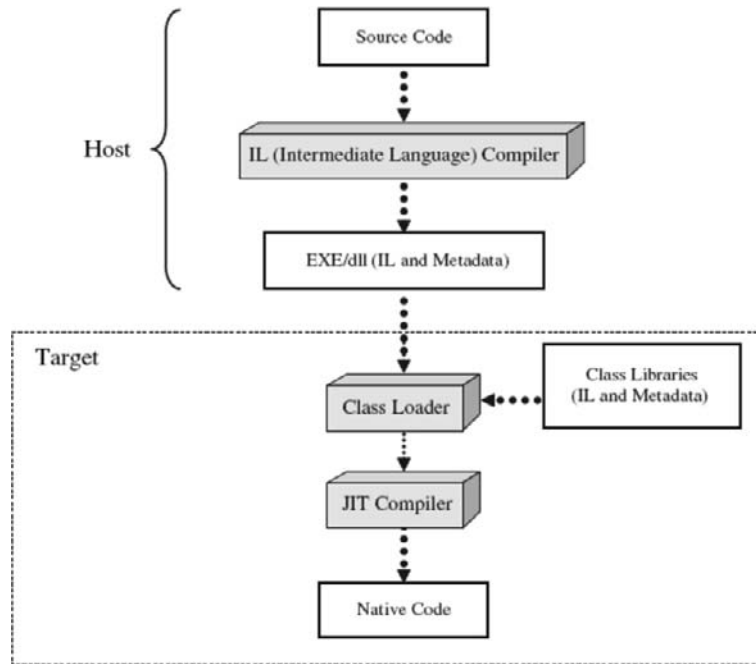 Source Code
Host
IL (Intermediate Language) Compiler
EXE/dll (IL and Metadata)
Target
Class Libraries
(IL and Metadata)
Class Loader
JIT Compiler
Native Code